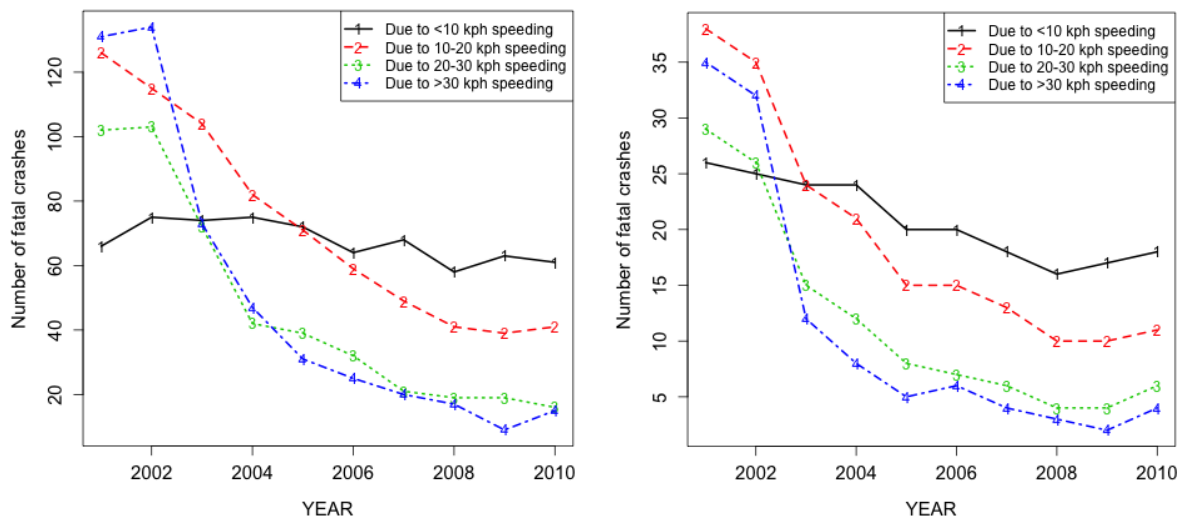 Due to <10 kph speeding
Due to 10-20 kph speeding
Due to 20-30 kph speeding
Due to >30 kph speeding
Number of fatal crashes
120
100
80
60
40
20
2002 2004 2006 2008 2010
YEAR
Due to <10 kph speeding
Due to 10-20 kph speeding
Due to 20-30 kph speeding
Due to >30 kph speeding
Number of fatal crashes
35
30
25
20
15
10
5
2002 2004 2006 2008 2010
YEAR